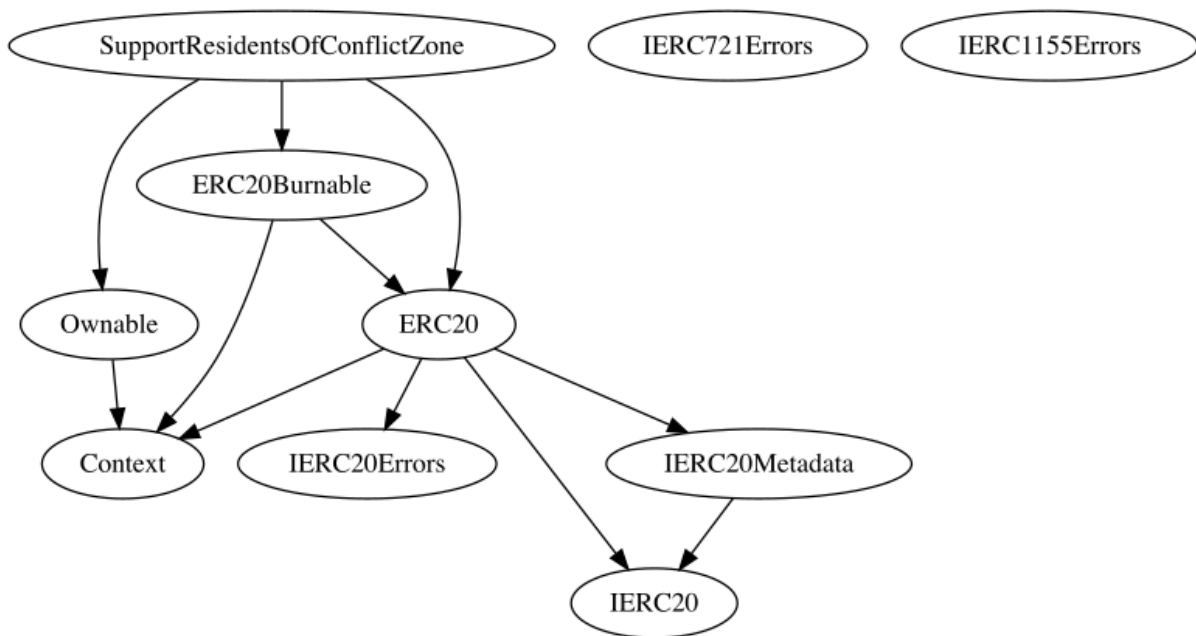 SupportResidentsOfConflictZone
IERC721Errors
IERC1155Errors
ERC20Burnable
Ownable
ERC20
Context
IERC20Errors
IERC20Metadata
IERC20